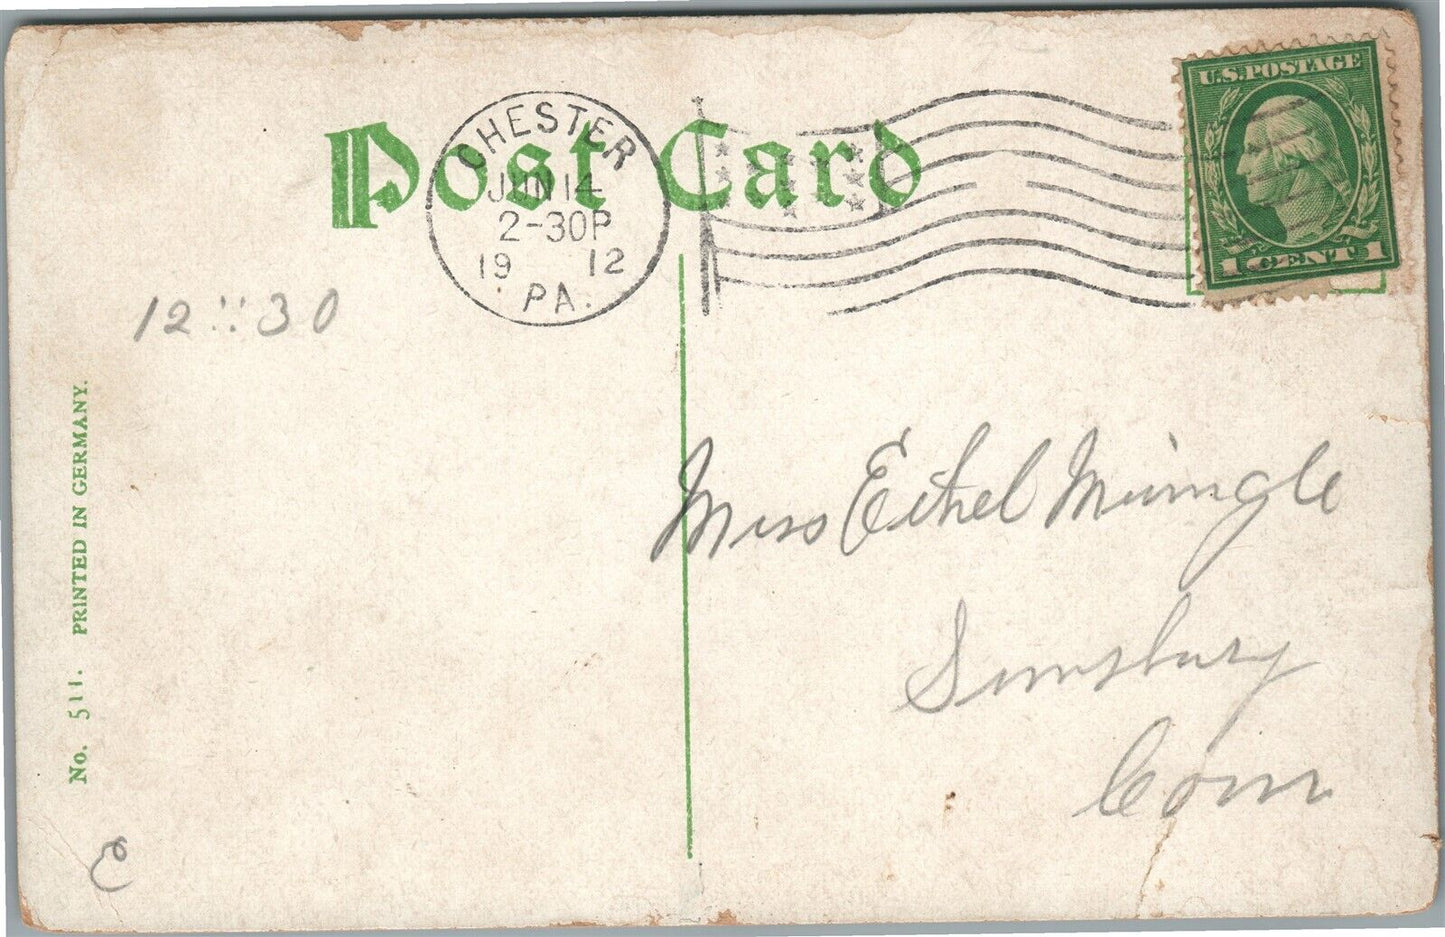 Post Card
CHESTER
JUN 14
2-30P
19 12
PA.
U.S. POSTAGE
1 CENT 1
12 :: 30
No. 511. PRINTED IN GERMANY.
Miss Ethel
Simsbury
Conn